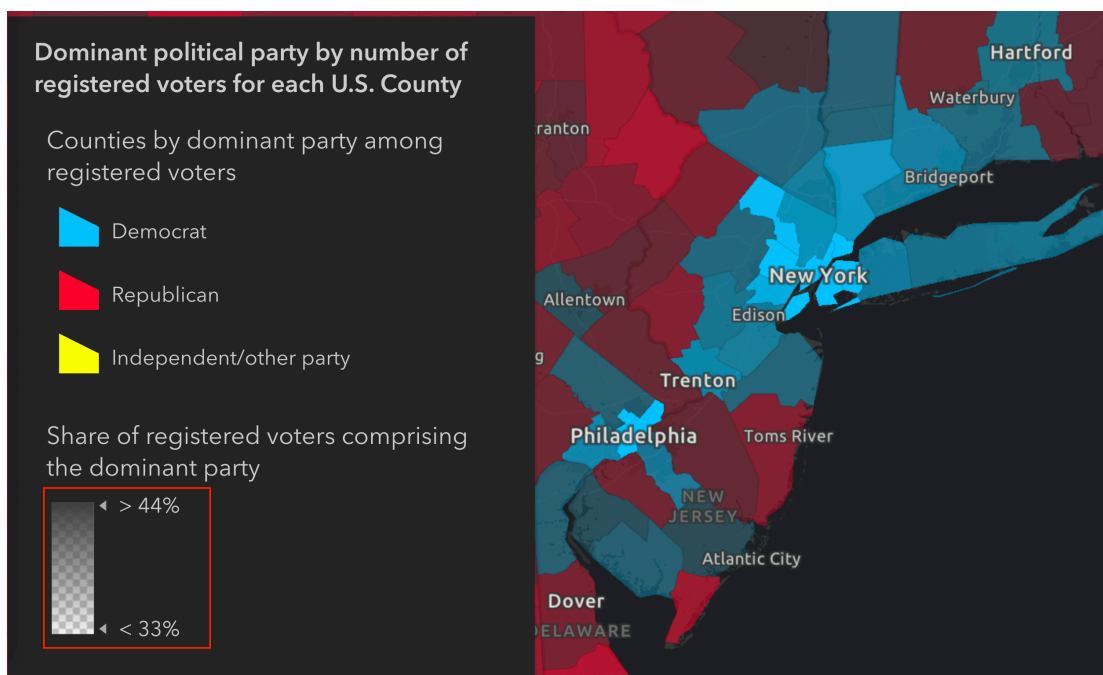 Dominant political party by number of
registered voters for each U.S. County
Counties by dominant party among
registered voters
Democrat
Republican
Independent/other party
Share of registered voters comprising
the dominant party
> 44%
< 33%
Hartford
Waterbury
cranton
Bridgeport
New York
Allentown
Edison
g
Trenton
Philadelphia
Toms River
NEW
JERSEY
Atlantic City
Dover
DELAWARE